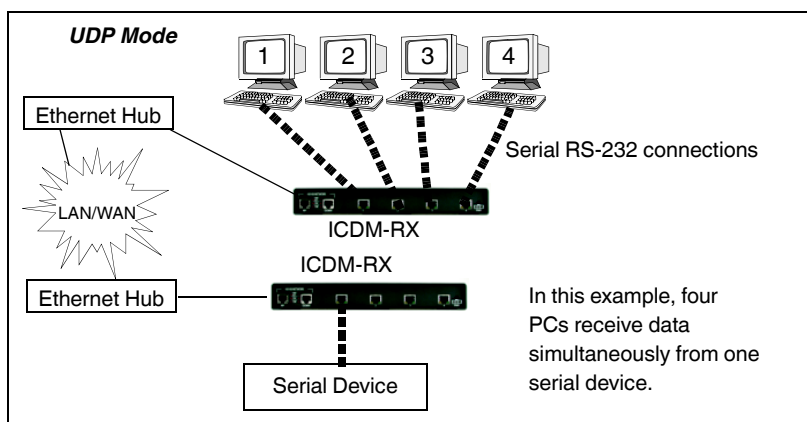 UDP Mode
1 2 3 4
Ethernet Hub
Serial RS-232 connections
LAN/WAN
ICDM-RX
ICDM-RX
Ethernet Hub
In this example, four
PCs receive data
simultaneously from one
serial device.
Serial Device